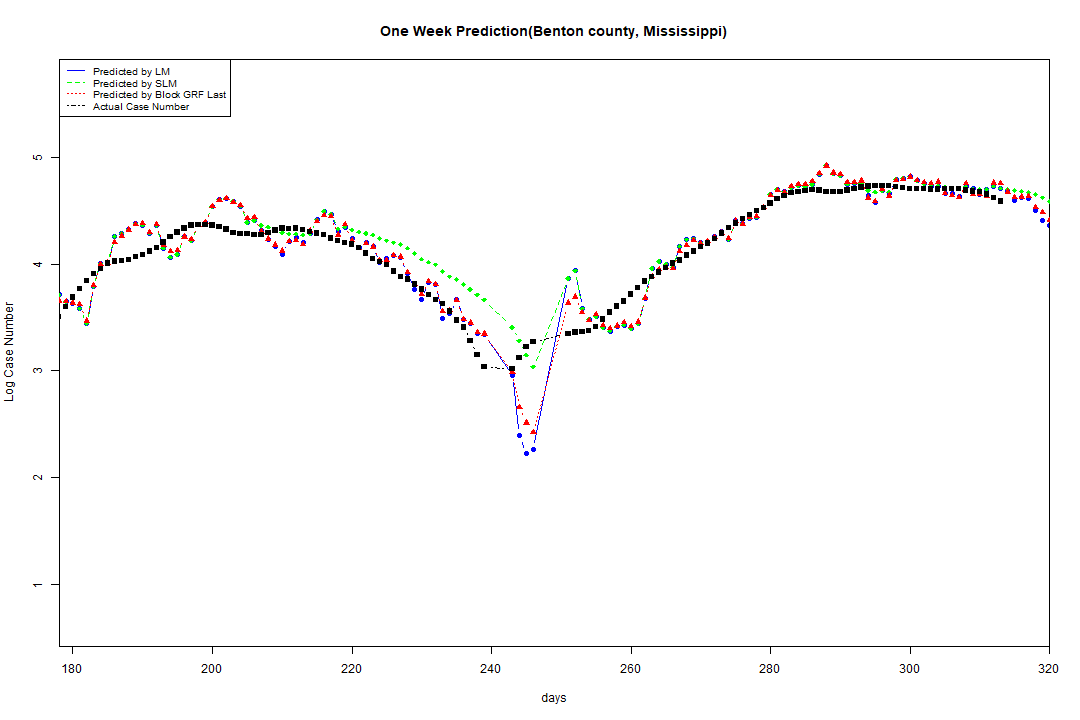 One Week Prediction(Benton county, Mississippi)
Predicted by LM
Predicted by SLM
Predicted by Block GRF Last
Actual Case Number
5
4
3
2
1
Log Case Number
180 200 220 240 260 280 300 320
days